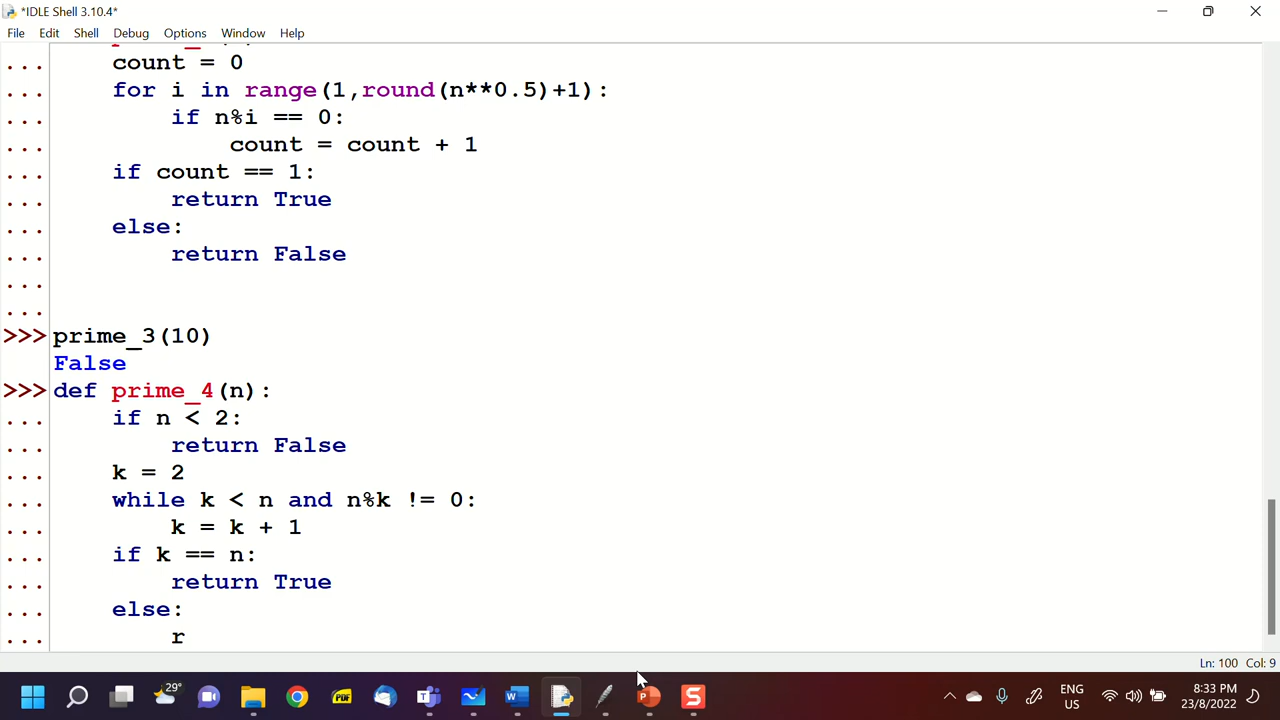 *IDLE Shell 3.10.4*
File Edit Shell Debug Options Window Help
... count = 0
... for i in range(1,round(n**0.5)+1):
... if n%i == 0:
... count = count + 1
... if count == 1:
... return True
... else:
... return False
...
...
>>> prime_3(10)
False
>>> def prime_4(n):
... if n < 2:
... return False
... k = 2
... while k < n and n%k != 0:
... k = k + 1
... if k == n:
... return True
... else:
... r
Ln: 100 Col: 9
29°
PDF
ENG
US
8:33 PM
23/8/2022